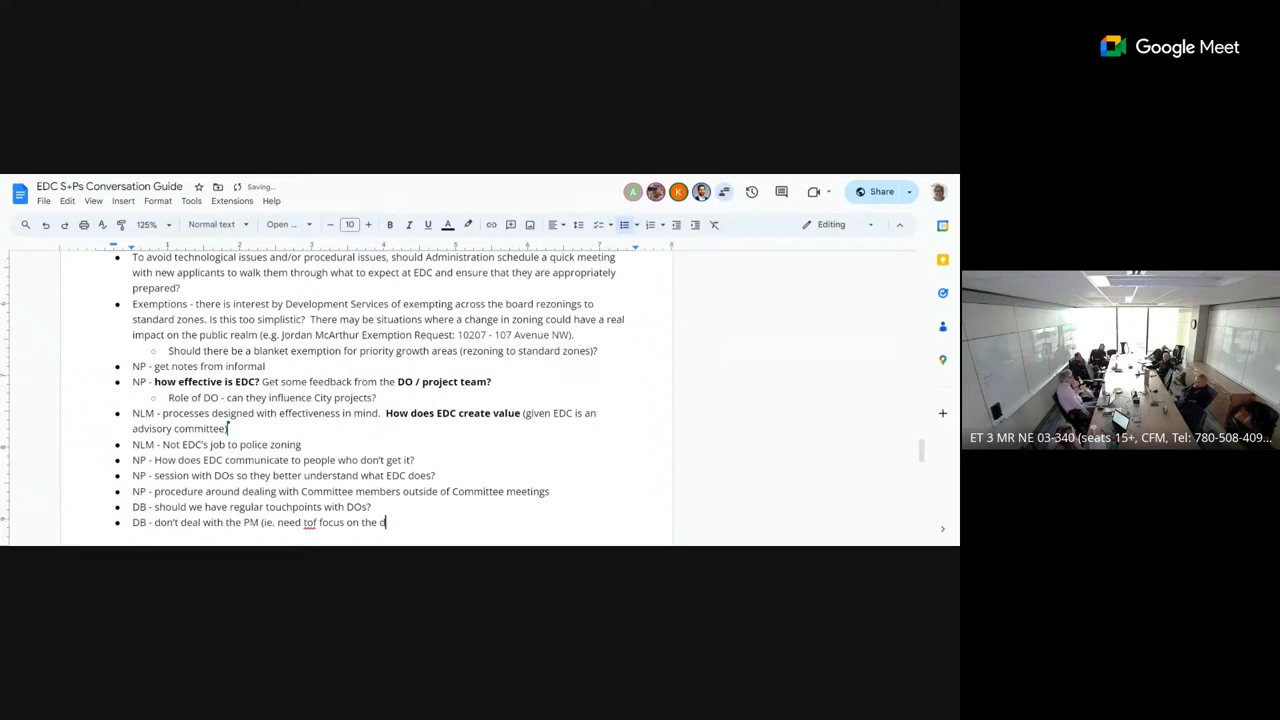 Google Meet
EDC S+Ps Conversation Guide
Saving...
File Edit View Insert Format Tools Extensions Help
A
K
Share
125%
Normal text
Open ...
10
B I U A
Editing
1 2 3 4 5 6 7 8
To avoid technological issues and/or procedural issues, should Administration schedule a quick meeting
with new applicants to walk them through what to expect at EDC and ensure that they are appropriately
prepared?
Exemptions - there is interest by Development Services of exempting across the board rezonings to
standard zones. Is this too simplistic? There may be situations where a change in zoning could have a real
impact on the public realm (e.g. Jordan McArthur Exemption Request: 10207 - 107 Avenue NW).
Should there be a blanket exemption for priority growth areas (rezoning to standard zones)?
NP - get notes from informal
NP - how effective is EDC? Get some feedback from the DO / project team?
Role of DO - can they influence City projects?
NLM - processes designed with effectiveness in mind. How does EDC create value (given EDC is an
advisory committee)
NLM - Not EDC's job to police zoning
NP - How does EDC communicate to people who don't get it?
NP - session with DOs so they better understand what EDC does?
NP - procedure around dealing with Committee members outside of Committee meetings
DB - should we have regular touchpoints with DOs?
DB - don't deal with the PM (ie. need tof focus on the d
ET 3 MR NE 03-340 (seats 15+, CFM, Tel: 780-508-409...